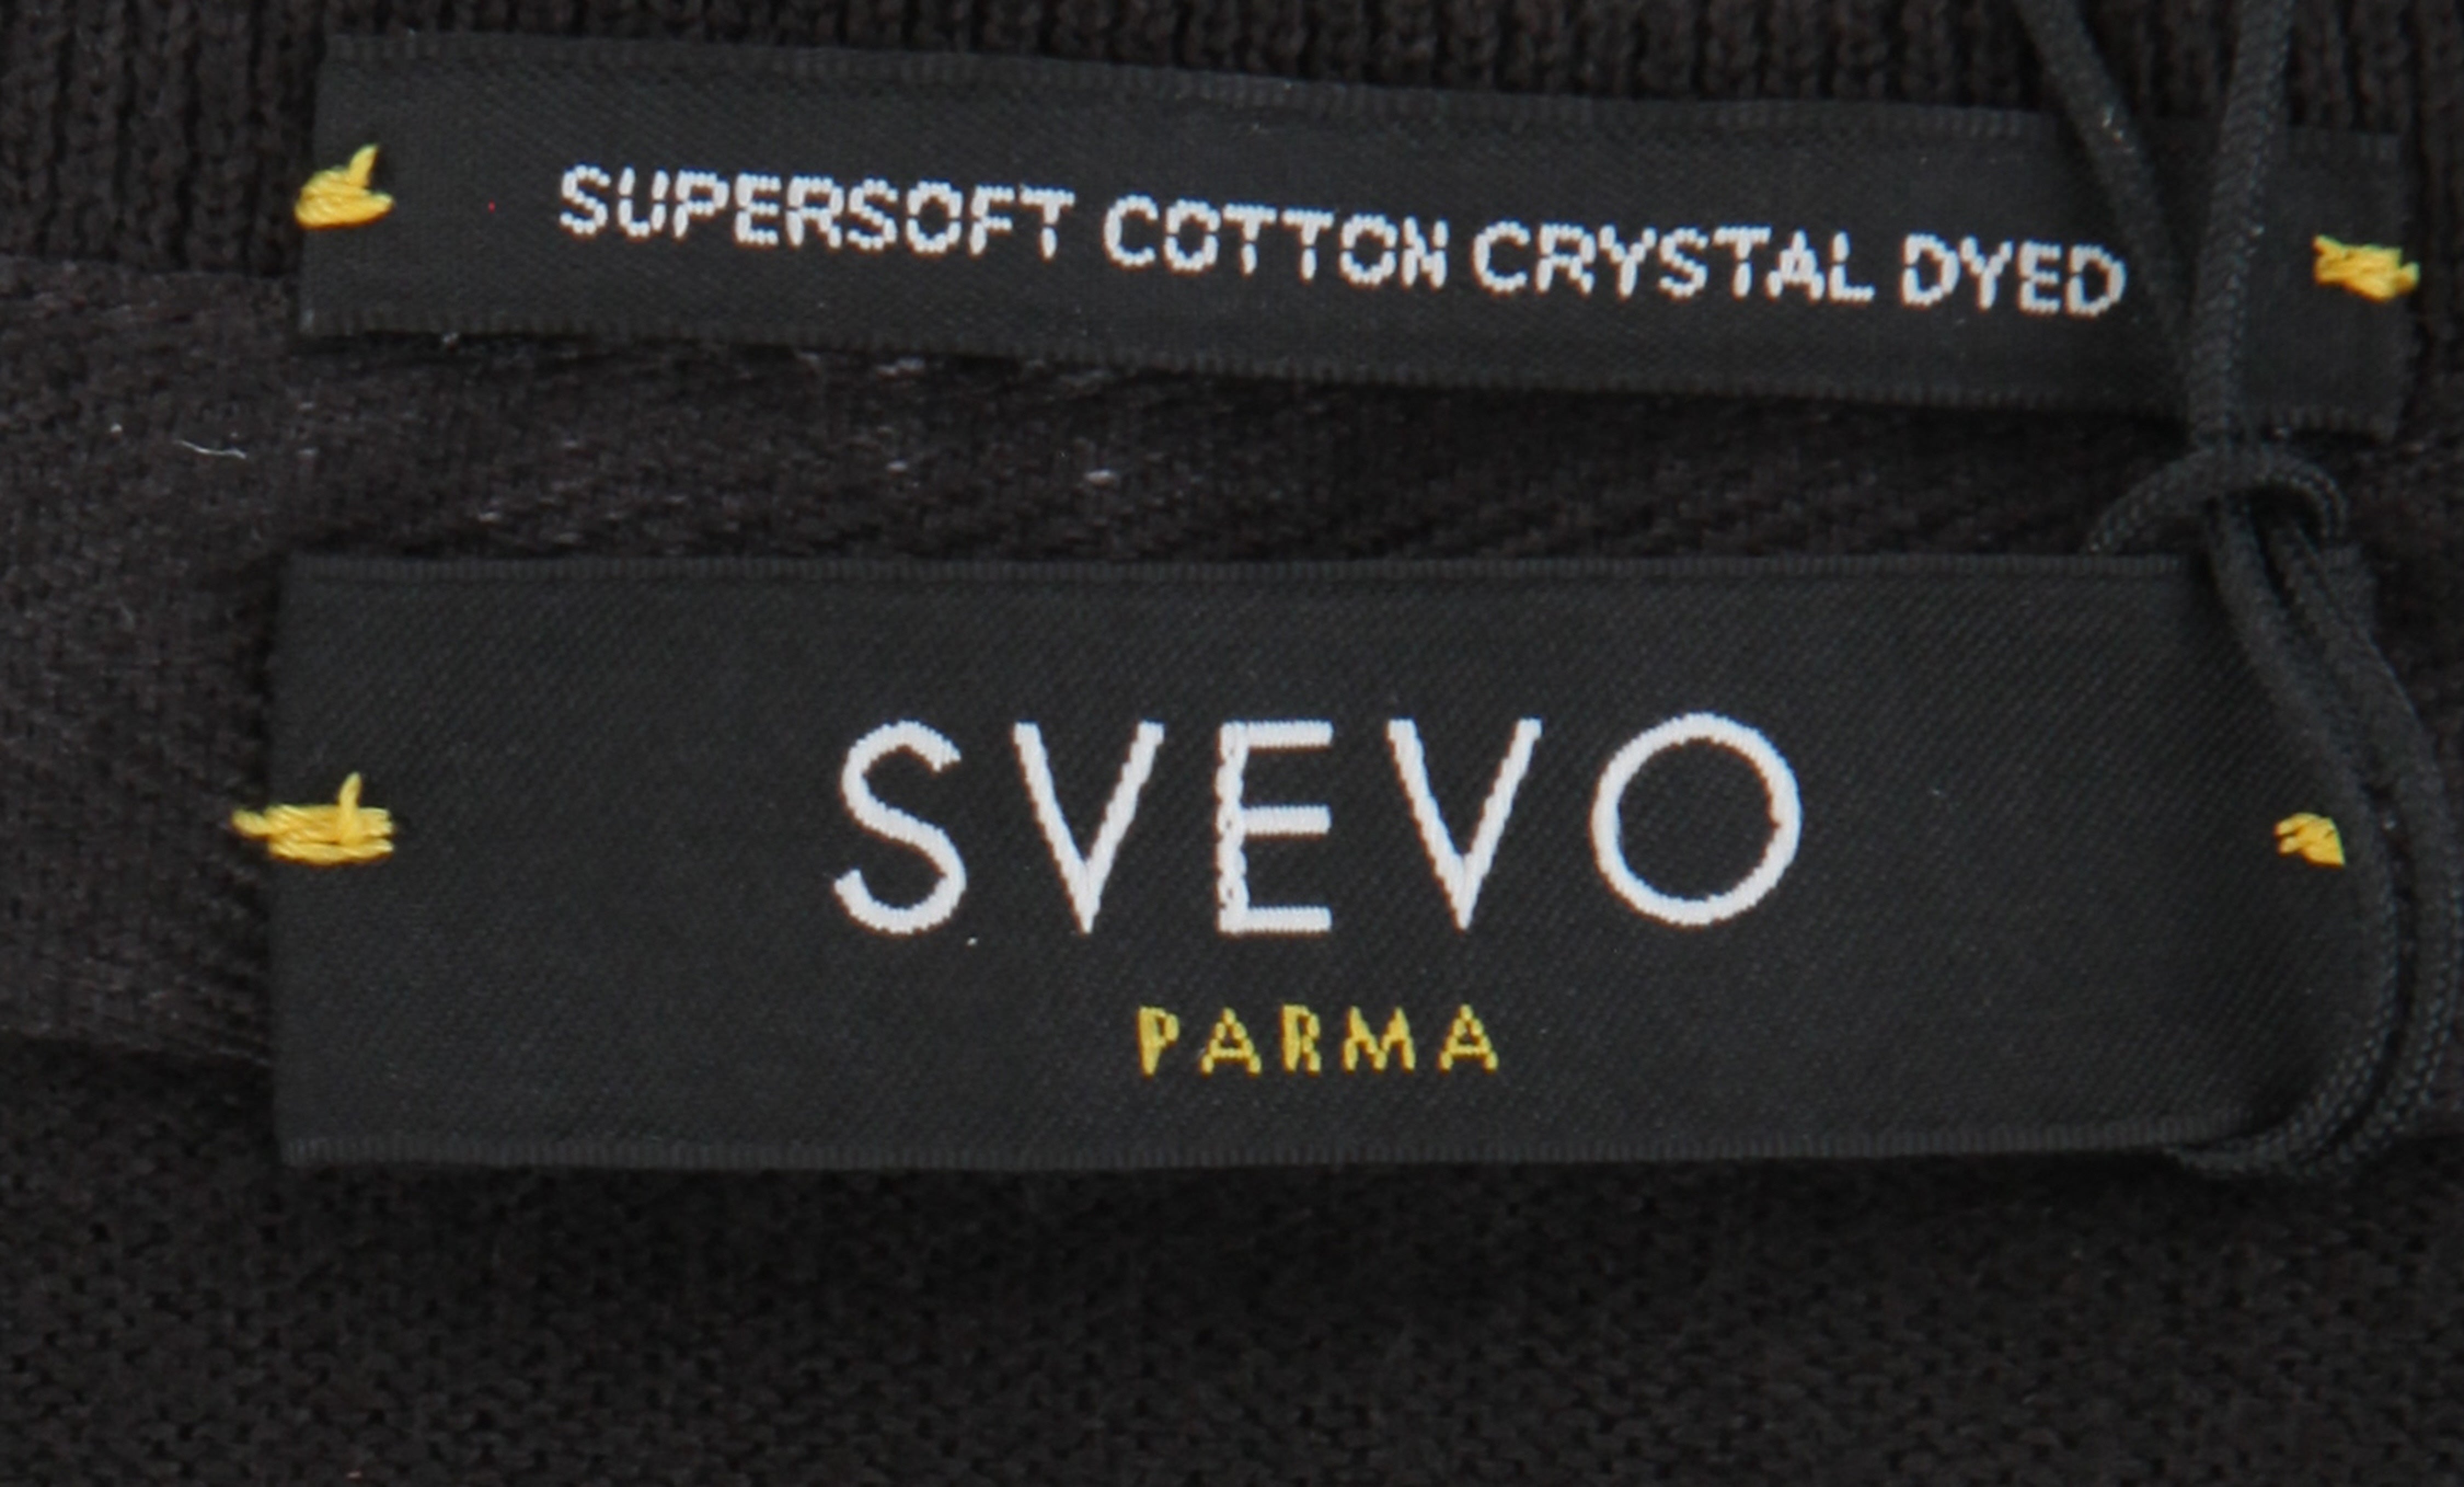 SUPERSOFT COTTON CRYSTAL DYED
SVEVO
PARMA